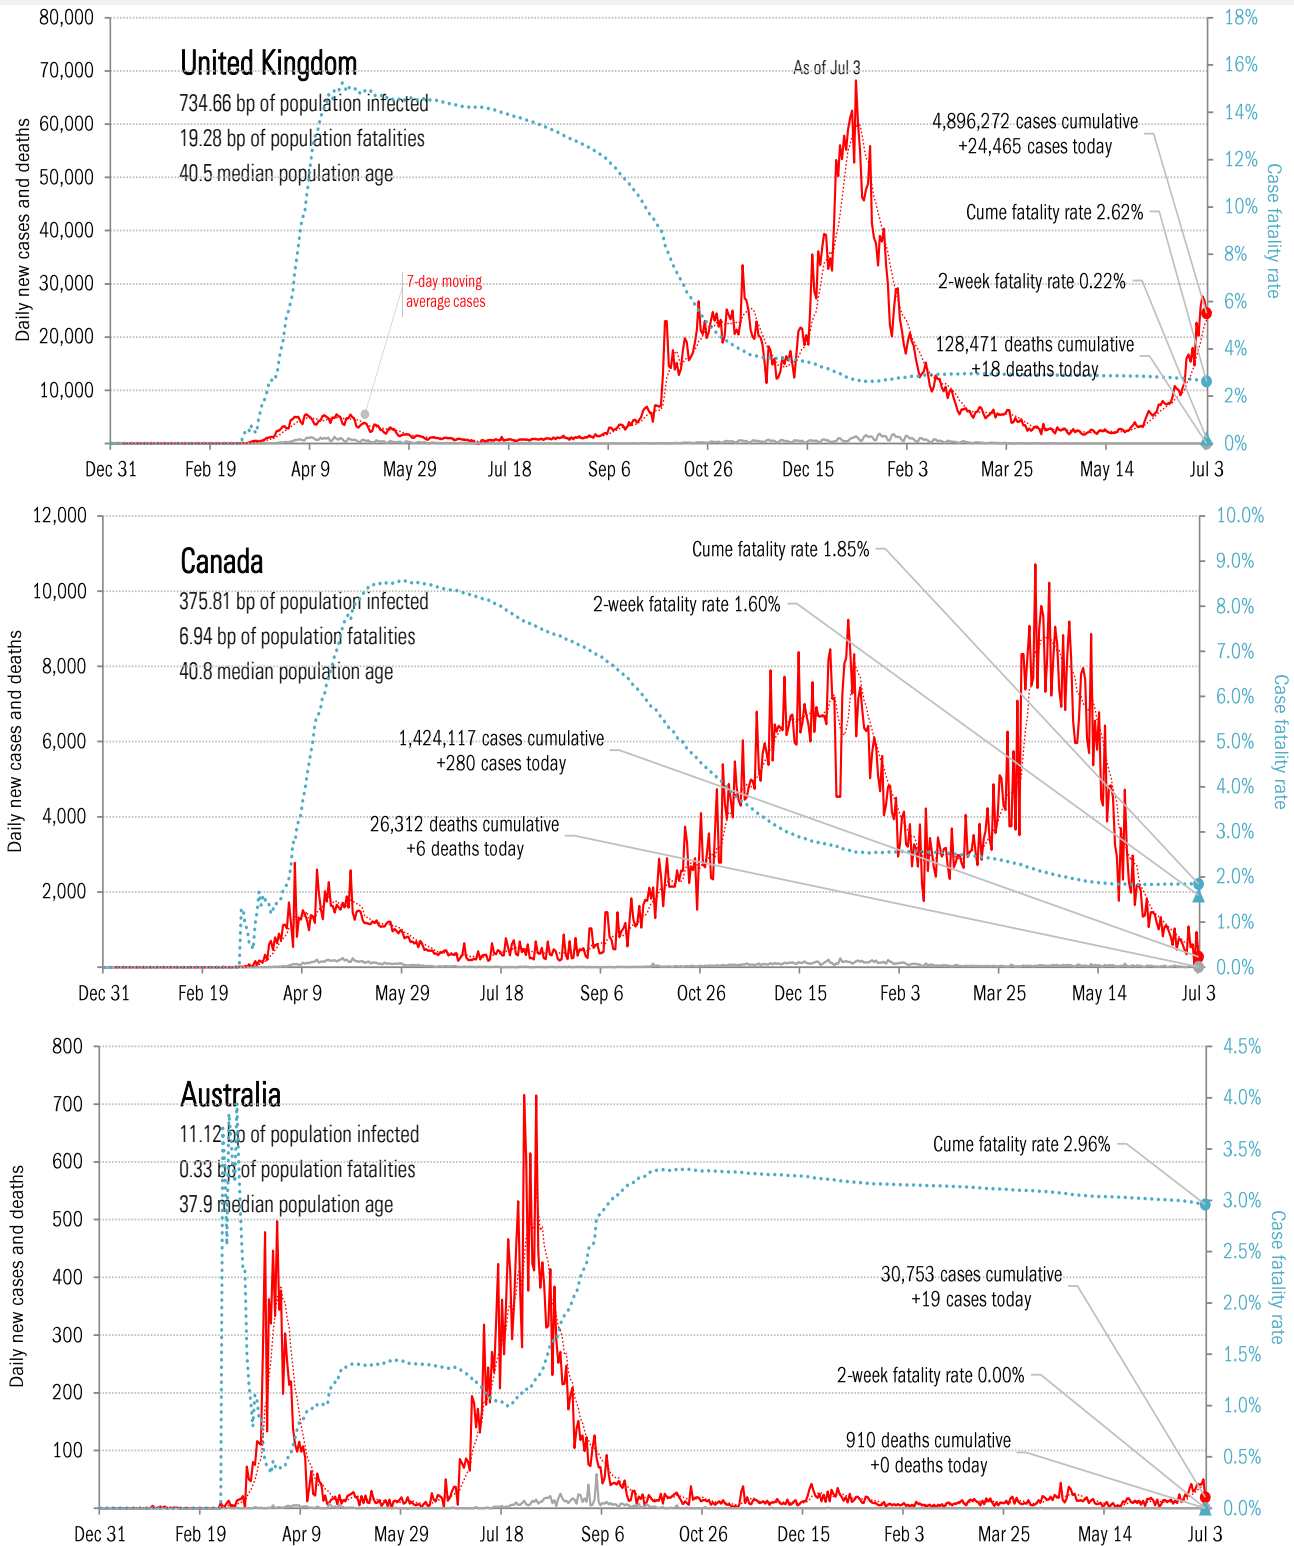 80,000
70,000
60,000
50,000
40,000
30,000
20,000
10,000
Daily new cases and deaths
United Kingdom
734.66 bp of population infected
19.28 bp of population fatalities
40.5 median population age
7-day moving
average cases
As of Jul 3
4,896,272 cases cumulative
+24,465 cases today
Cume fatality rate 2.62%
2-week fatality rate 0.22%
128,471 deaths cumulative
+18 deaths today
18%
16%
14%
12%
10%
8%
6%
4%
2%
0%
Case fatality rate
Dec 31 Feb 19 Apr 9 May 29 Jul 18 Sep 6 Oct 26 Dec 15 Feb 3 Mar 25 May 14 Jul 3
12,000
10,000
8,000
6,000
4,000
2,000
Daily new cases and deaths
Canada
375.81 bp of population infected
6.94 bp of population fatalities
40.8 median population age
Cume fatality rate 1.85%
2-week fatality rate 1.60%
1,424,117 cases cumulative
+280 cases today
26,312 deaths cumulative
+6 deaths today
10.0%
9.0%
8.0%
7.0%
6.0%
5.0%
4.0%
3.0%
2.0%
1.0%
0.0%
Case fatality rate
Dec 31 Feb 19 Apr 9 May 29 Jul 18 Sep 6 Oct 26 Dec 15 Feb 3 Mar 25 May 14 Jul 3
800
700
600
500
400
300
200
100
Daily new cases and deaths
Australia
11.12 bp of population infected
0.33 bp of population fatalities
37.9 median population age
Cume fatality rate 2.96%
30,753 cases cumulative
+19 cases today
2-week fatality rate 0.00%
910 deaths cumulative
+0 deaths today
4.5%
4.0%
3.5%
3.0%
2.5%
2.0%
1.5%
1.0%
0.5%
0.0%
Case fatality rate
Dec 31 Feb 19 Apr 9 May 29 Jul 18 Sep 6 Oct 26 Dec 15 Feb 3 Mar 25 May 14 Jul 3